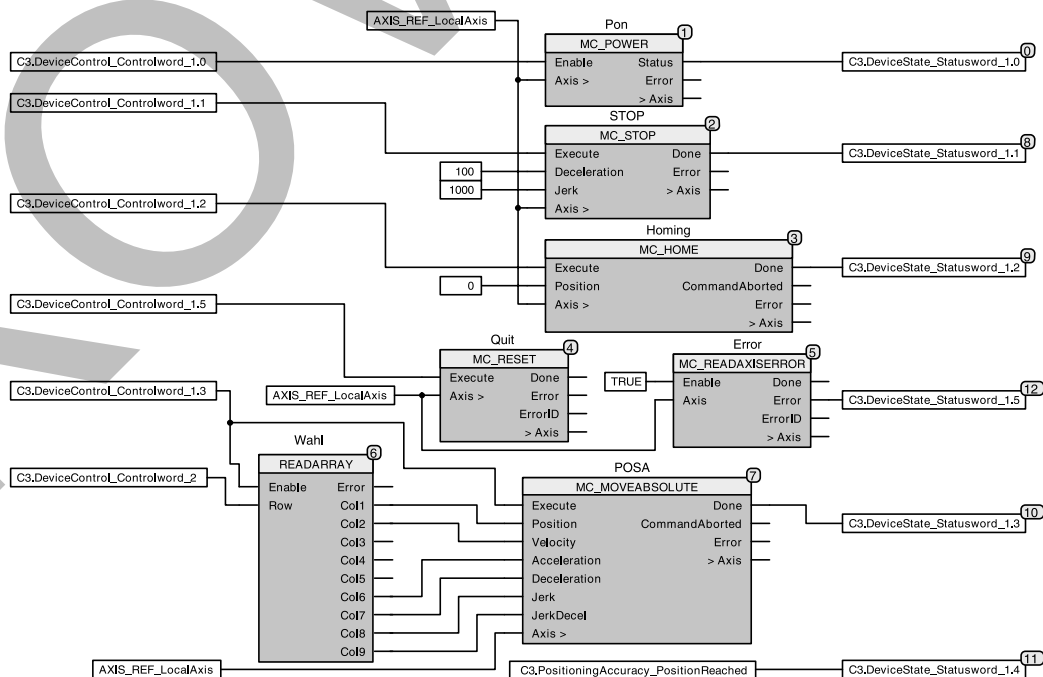 AXIS_REF_LocalAxis
Pon
1
MC_POWER
0
C3.DeviceControl_Controlword_1.0
Enable Status
C3.DeviceState_Statusword_1.0
Axis > Error
> Axis
C3.DeviceControl_Controlword_1.1
STOP
2
MC_STOP
8
Execute Done
C3.DeviceState_Statusword_1.1
100
Deceleration Error
1000
Jerk > Axis
Axis >
C3.DeviceControl_Controlword_1.2
Homing
3
MC_HOME
9
Execute Done
C3.DeviceState_Statusword_1.2
0
Position CommandAborted
Axis > Error
> Axis
C3.DeviceControl_Controlword_1.5
Quit
4
MC_RESET
Execute Done
Axis > Error
ErrorID
> Axis
AXIS_REF_LocalAxis
Error
5
MC_READAXISERROR
TRUE
Enable Done
Axis Error
ErrorID
> Axis
12
C3.DeviceState_Statusword_1.5
C3.DeviceControl_Controlword_1.3
Wahl
6
READARRAY
C3.DeviceControl_Controlword_2
Enable Error
Row Col1
Col2
Col3
Col4
Col5
Col6
Col7
Col8
Col9
POSA
7
MC_MOVEABSOLUTE
Execute Done
Position CommandAborted
Velocity Error
Acceleration > Axis
Deceleration
Jerk
JerkDecel
Axis >
10
C3.DeviceState_Statusword_1.3
AXIS_REF_LocalAxis
C3.PositioningAccuracy_PositionReached
11
C3.DeviceState_Statusword_1.4